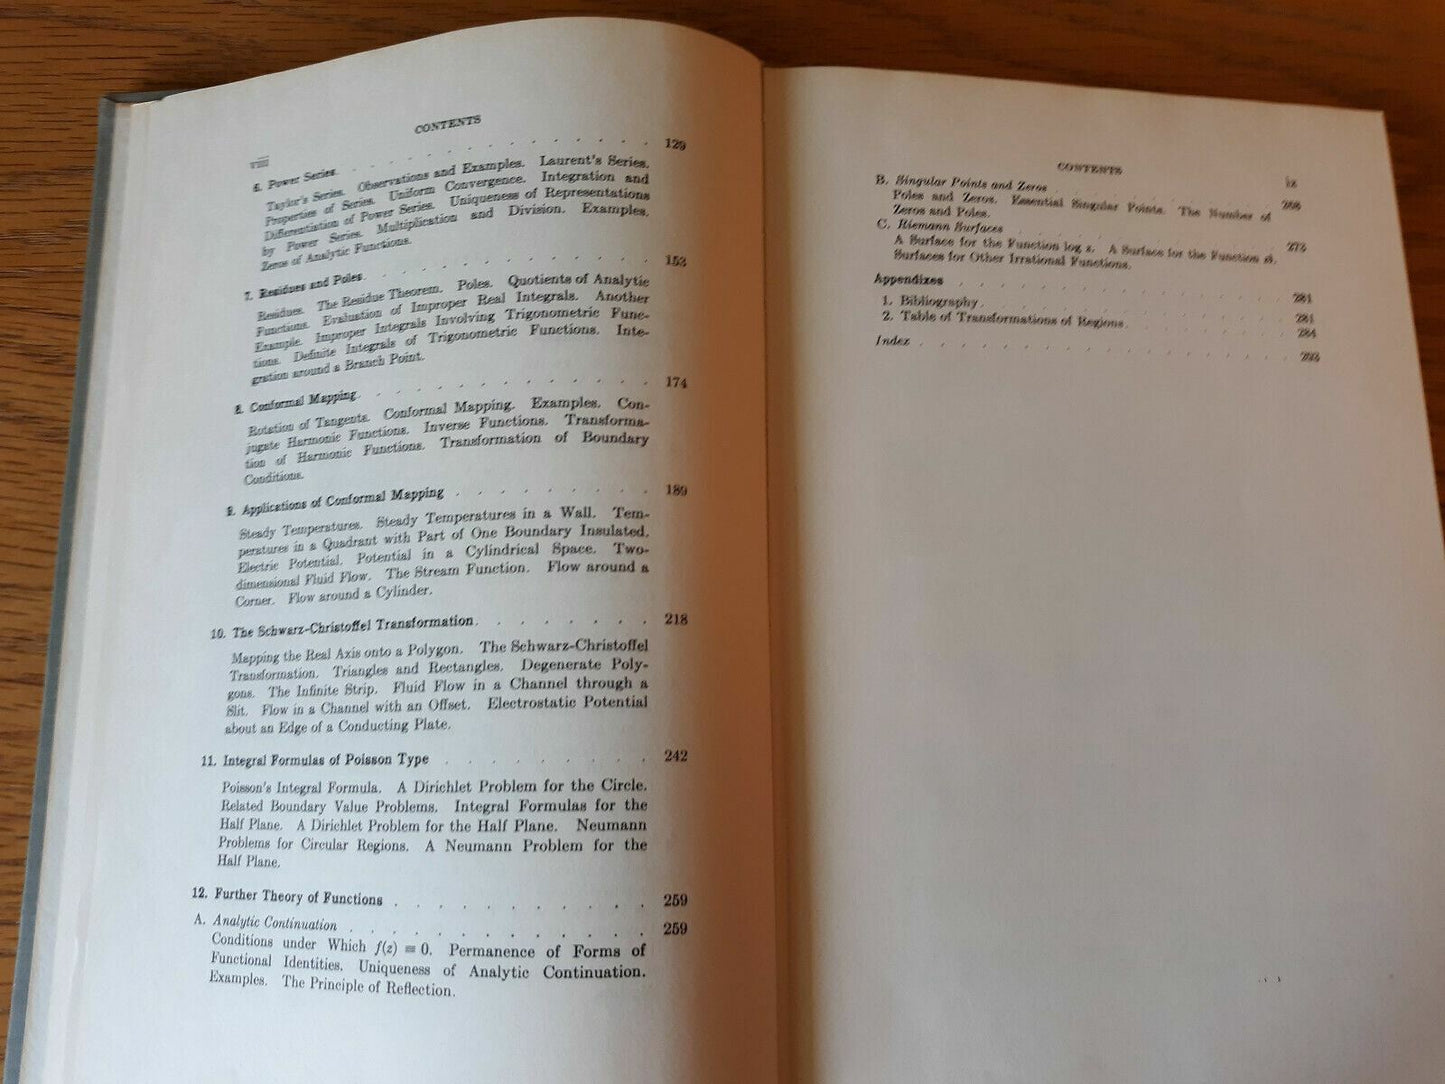 CONTENTS
viii
6. Power Series. . . . . . . . . . . . . 129
Taylor's Series. Observations and Examples. Laurent's Series.
Properties of Series. Uniform Convergence. Integration and
Differentiation of Power Series. Uniqueness of Representations
by Power Series. Multiplication and Division. Examples.
Zeros of Analytic Functions.
7. Residues and Poles. . . . . . . . . . . . 153
Residues. The Residue Theorem. Poles. Quotients of Analytic
Functions. Evaluation of Improper Real Integrals. Another
Example. Improper Integrals Involving Trigonometric Func-
tions. Definite Integrals of Trigonometric Functions. Inte-
gration around a Branch Point.
8. Conformal Mapping. . . . . . . . . . . . 174
Rotation of Tangents. Conformal Mapping. Examples. Con-
jugate Harmonic Functions. Inverse Functions. Transforma-
tion of Harmonic Functions. Transformation of Boundary
Conditions.
9. Applications of Conformal Mapping . . . . . . . . . 189
Steady Temperatures. Steady Temperatures in a Wall. Tem-
peratures in a Quadrant with Part of One Boundary Insulated.
Electric Potential. Potential in a Cylindrical Space. Two-
dimensional Fluid Flow. The Stream Function. Flow around a
Corner. Flow around a Cylinder.
10. The Schwarz-Christoffel Transformation. . . . . . . . 218
Mapping the Real Axis onto a Polygon. The Schwarz-Christoffel
Transformation. Triangles and Rectangles. Degenerate Poly-
gons. The Infinite Strip. Fluid Flow in a Channel through a
Slit. Flow in a Channel with an Offset. Electrostatic Potential
about an Edge of a Conducting Plate.
11. Integral Formulas of Poisson Type . . . . . . . . . 242
Poisson's Integral Formula. A Dirichlet Problem for the Circle.
Related Boundary Value Problems. Integral Formulas for the
Half Plane. A Dirichlet Problem for the Half Plane. Neumann
Problems for Circular Regions. A Neumann Problem for the
Half Plane.
12. Further Theory of Functions . . . . . . . . . . 259
A. Analytic Continuation . . . . . . . . . . . . 259
Conditions under Which f(z) ≡ 0. Permanence of Forms of
Functional Identities. Uniqueness of Analytic Continuation.
Examples. The Principle of Reflection.
CONTENTS
ix
B. Singular Points and Zeros . . . . . . . . . . . 266
Poles and Zeros. Essential Singular Points. The Number of
Zeros and Poles.
C. Riemann Surfaces . . . . . . . . . . . . . 273
A Surface for the Function log z. A Surface for the Function
Surfaces for Other Irrational Functions.
Appendixes . . . . . . . . . . . . . . 281
1. Bibliography. . . . . . . . . . . . . . 281
2. Table of Transformations of Regions . . . . . . . . 284
Index . . . . . . . . . . . . . . . . 293